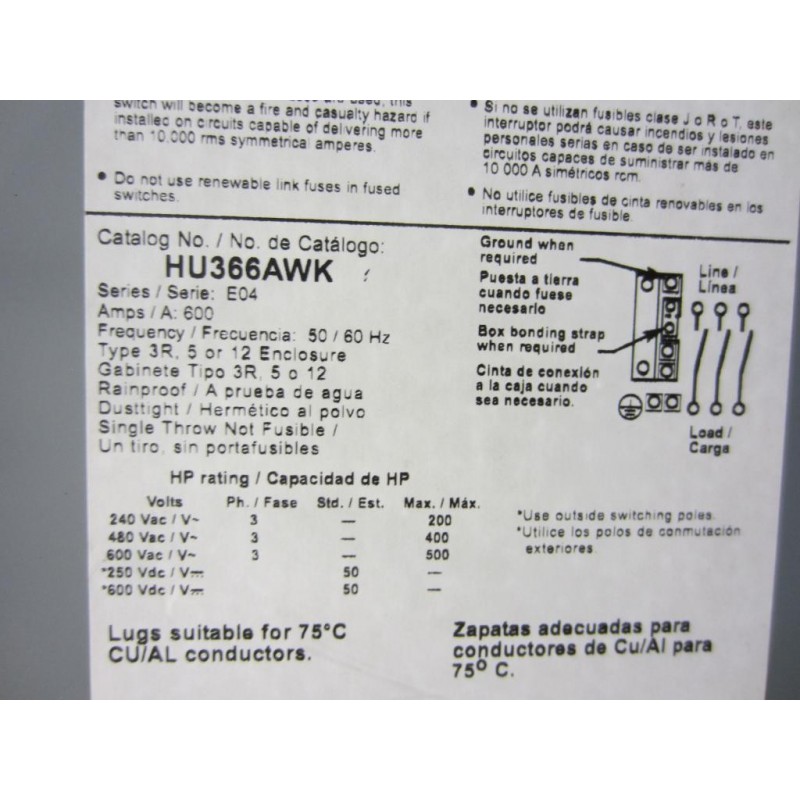 switch will become a fire and casualty hazard if
installed on circuits capable of delivering more
than 10,000 rms symmetrical amperes.
• Do not use renewable link fuses in fused
switches.
• Si no se utilizan fusibles clase J o R o T, este
interruptor podrá causar incendios y lesiones
personales serias en caso de ser instalado en
circuitos capaces de suministrar más de
10 000 A simétricos rcm.
• No utilice fusibles de cinta renovables en los
interruptores de fusible.
Catalog No. / No. de Catálogo:
HU366AWK
Series / Serie: E04
Amps / A: 600
Frequency / Frecuencia: 50 / 60 Hz
Type 3R, 5 or 12 Enclosure
Gabinete Tipo 3R, 5 o 12
Rainproof / A prueba de agua
Dusttight / Hermético al polvo
Single Throw Not Fusible /
Un tiro, sin portafusibles
Ground when
required
Puesta a tierra
cuando fuese
necesario
Box bonding strap
when required
Cinta de conexión
a la caja cuando
sea necesario.
Line /
Línea
Load /
Carga
HP rating / Capacidad de HP
Volts Ph. / Fase Std. / Est. Max. / Máx.
240 Vac / V~ 3 — 200
480 Vac / V~ 3 — 400
600 Vac / V~ 3 — 500
*250 Vdc / V⎓ 50 —
*600 Vdc / V⎓ 50 —
*Use outside switching poles.
*Utilice los polos de conmutación
exteriores.
Lugs suitable for 75°C
CU/AL conductors.
Zapatas adecuadas para
conductores de Cu/Al para
75° C.